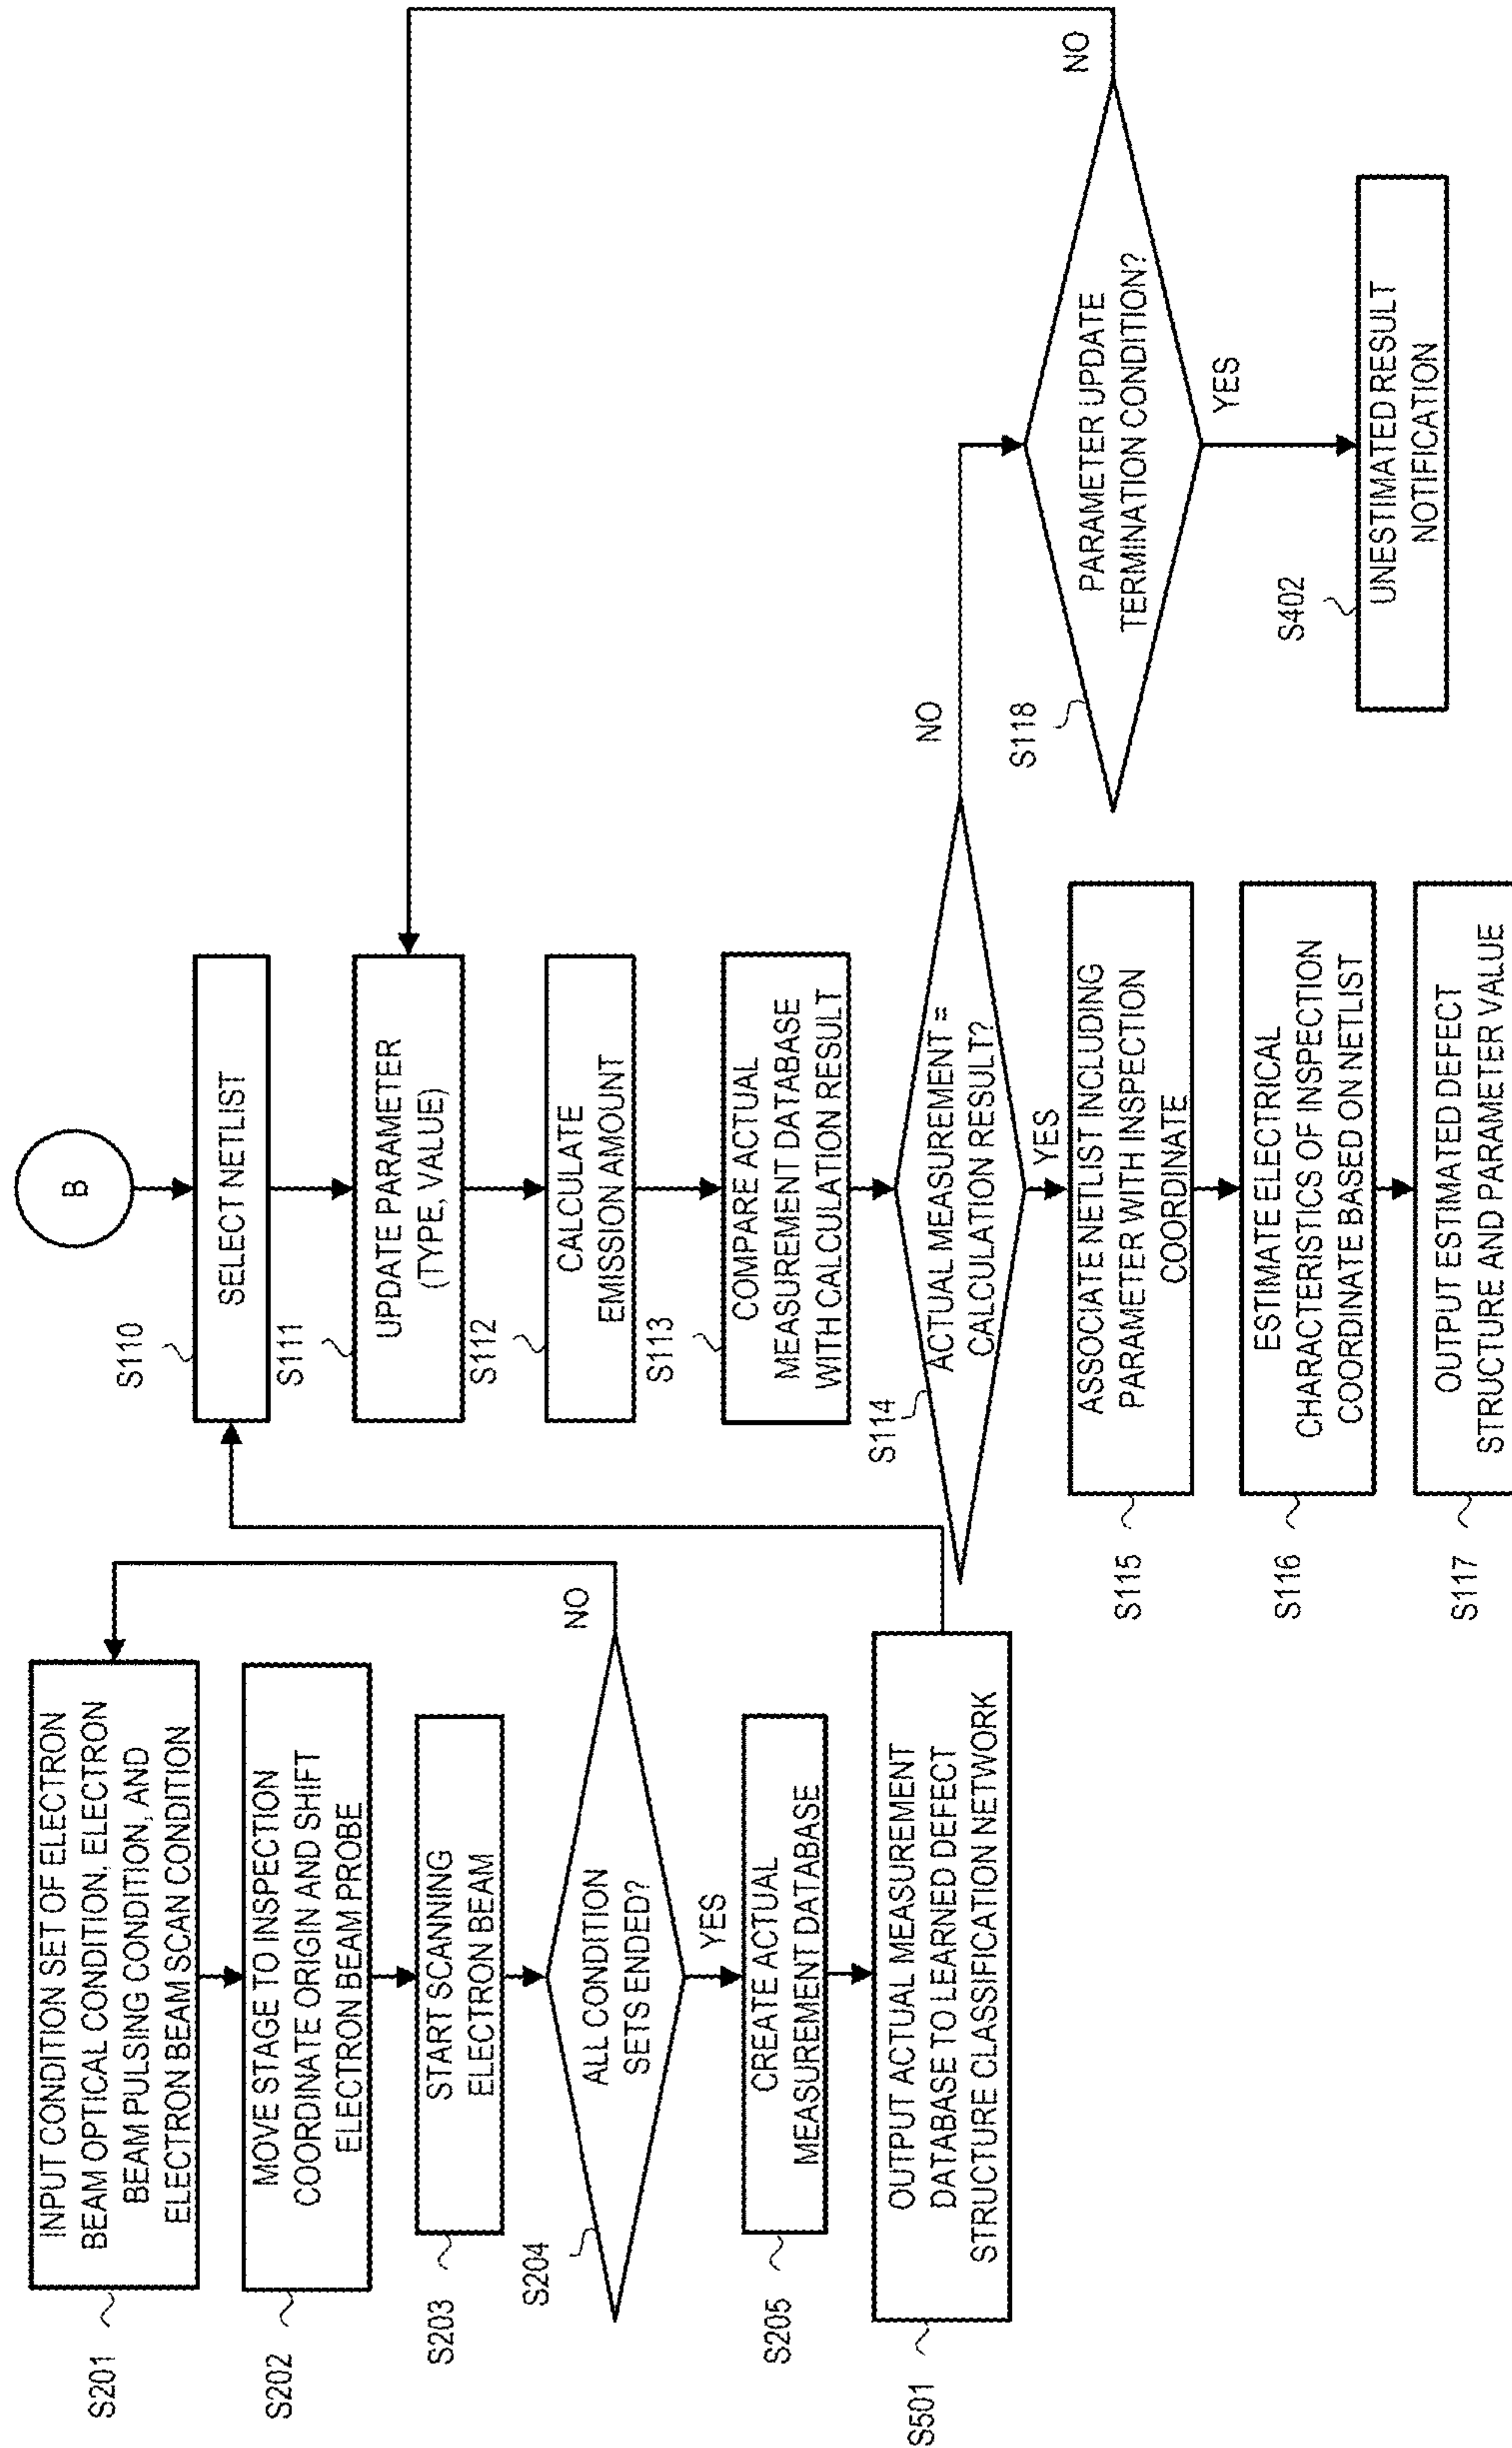 S201
INPUT CONDITION SET OF ELECTRON
BEAM OPTICAL CONDITION, ELECTRON
BEAM PULSING CONDITION, AND
ELECTRON BEAM SCAN CONDITION
S202
MOVE STAGE TO INSPECTION
COORDINATE ORIGIN AND SHIFT
ELECTRON BEAM PROBE
S203
START SCANNING
ELECTRON BEAM
S204
ALL CONDITION
SETS ENDED?
NO
YES
S205
CREATE ACTUAL
MEASUREMENT DATABASE
S501
OUTPUT ACTUAL MEASUREMENT
DATABASE TO LEARNED DEFECT
STRUCTURE CLASSIFICATION NETWORK
B
S110
SELECT NETLIST
S111
UPDATE PARAMETER
(TYPE, VALUE)
S112
CALCULATE
EMISSION AMOUNT
S113
COMPARE ACTUAL
MEASUREMENT DATABASE
WITH CALCULATION RESULT
S114
ACTUAL MEASUREMENT =
CALCULATION RESULT?
NO
YES
S115
ASSOCIATE NETLIST INCLUDING
PARAMETER WITH INSPECTION
COORDINATE
S116
ESTIMATE ELECTRICAL
CHARACTERISTICS OF INSPECTION
COORDINATE BASED ON NETLIST
S117
OUTPUT ESTIMATED DEFECT
STRUCTURE AND PARAMETER VALUE
S118
PARAMETER UPDATE
TERMINATION CONDITION?
NO
YES
S402
UNESTIMATED RESULT
NOTIFICATION